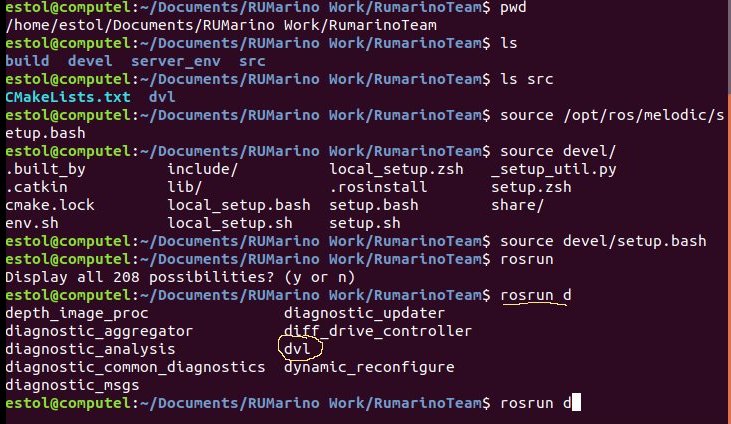 estol@computel:~/Documents/RUMarino Work/RumarinoTeam$ pwd
/home/estol/Documents/RUMarino Work/RumarinoTeam
estol@computel:~/Documents/RUMarino Work/RumarinoTeam$ ls
build  devel  server_env  src
estol@computel:~/Documents/RUMarino Work/RumarinoTeam$ ls src
CMakeLists.txt  dvl
estol@computel:~/Documents/RUMarino Work/RumarinoTeam$ source /opt/ros/melodic/s
etup.bash
estol@computel:~/Documents/RUMarino Work/RumarinoTeam$ source devel/
.built_by         include/          local_setup.zsh   _setup_util.py
.catkin           lib/              .rosinstall       setup.zsh
cmake.lock        local_setup.bash  setup.bash        share/
env.sh            local_setup.sh    setup.sh
estol@computel:~/Documents/RUMarino Work/RumarinoTeam$ source devel/setup.bash
estol@computel:~/Documents/RUMarino Work/RumarinoTeam$ rosrun
Display all 208 possibilities? (y or n)
estol@computel:~/Documents/RUMarino Work/RumarinoTeam$ rosrun d
depth_image_proc               diagnostic_updater
diagnostic_aggregator          diff_drive_controller
diagnostic_analysis            dvl
diagnostic_common_diagnostics  dynamic_reconfigure
diagnostic_msgs
estol@computel:~/Documents/RUMarino Work/RumarinoTeam$ rosrun d